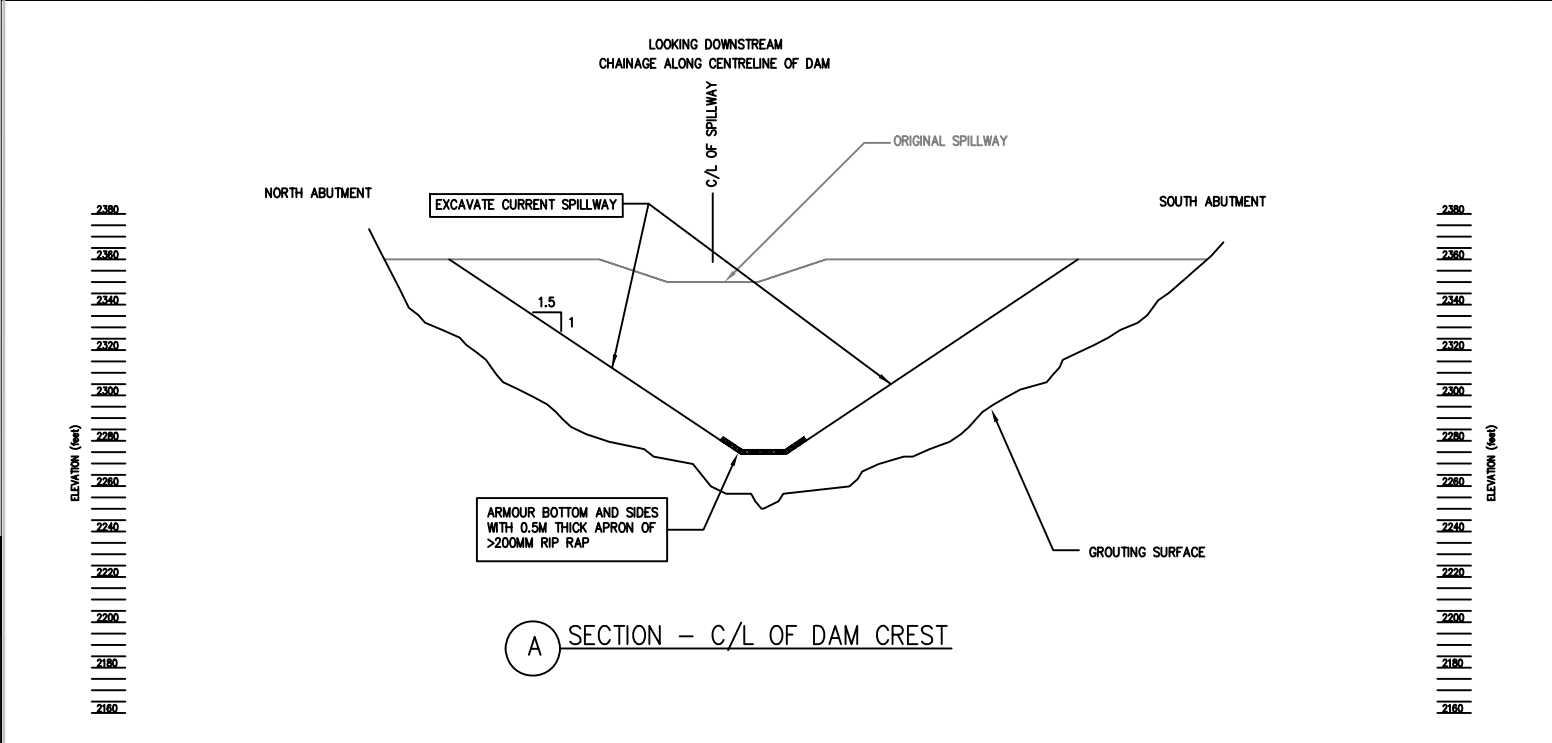 LOOKING DOWNSTREAM
CHAINAGE ALONG CENTRELINE OF DAM
C/L OF SPILLWAY
ORIGINAL SPILLWAY
NORTH ABUTMENT
EXCAVATE CURRENT SPILLWAY
SOUTH ABUTMENT
2380
2360
2340
2320
2300
2280
2260
2240
2220
2200
2180
2160
ELEVATION (feet)
1.5
1
ARMOUR BOTTOM AND SIDES
WITH 0.5M THICK APRON OF
>200MM RIP RAP
GROUTING SURFACE
2380
2360
2340
2320
2300
2280
2260
2240
2220
2200
2180
2160
ELEVATION (feet)
A
SECTION - C/L OF DAM CREST